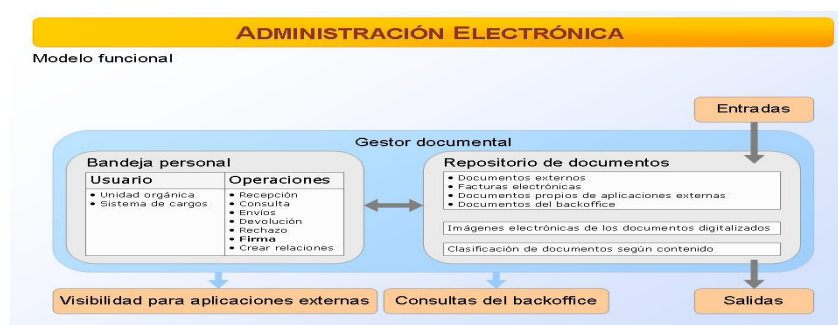 ADMINISTRACIÓN ELECTRÓNICA
Modelo funcional
Entradas
Gestor documental
Bandeja personal
Usuario
• Unidad orgánica
• Sistema de cargos
Operaciones
• Recepción
• Consulta
• Envíos
• Devolución
• Rechazo
• Firma
• Crear relaciones
Repositorio de documentos
• Documentos externos
• Facturas electrónicas
• Documentos propios de aplicaciones externas
• Documentos del backoffice
Imágenes electrónicas de los documentos digitalizados
Clasificación de documentos según contenido
Visibilidad para aplicaciones externas
Consultas del backoffice
Salidas